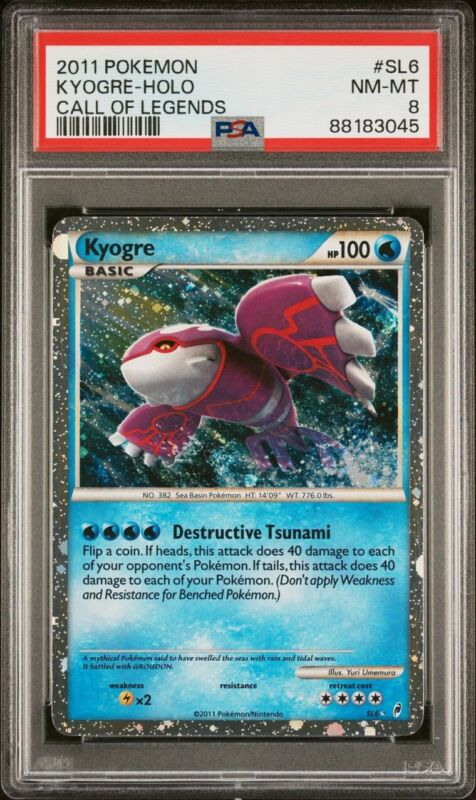 2011 POKEMON #SL6
KYOGRE-HOLO NM-MT
CALL OF LEGENDS 8
PSA 88183045
Kyogre HP100
BASIC
NO. 382 Sea Basin Pokémon HT: 14'09" WT: 776.0 lbs.
Destructive Tsunami
Flip a coin. If heads, this attack does 40 damage to each
of your opponent's Pokémon. If tails, this attack does 40
damage to each of your Pokémon. (Don't apply Weakness
and Resistance for Benched Pokémon.)
A mythical Pokémon said to have swelled the seas with rain and tidal waves.
It battled with GROUDON.
Illus. Yuri Umemura
weakness resistance retreat cost
x2
©2011 Pokémon/Nintendo SL6
PSA